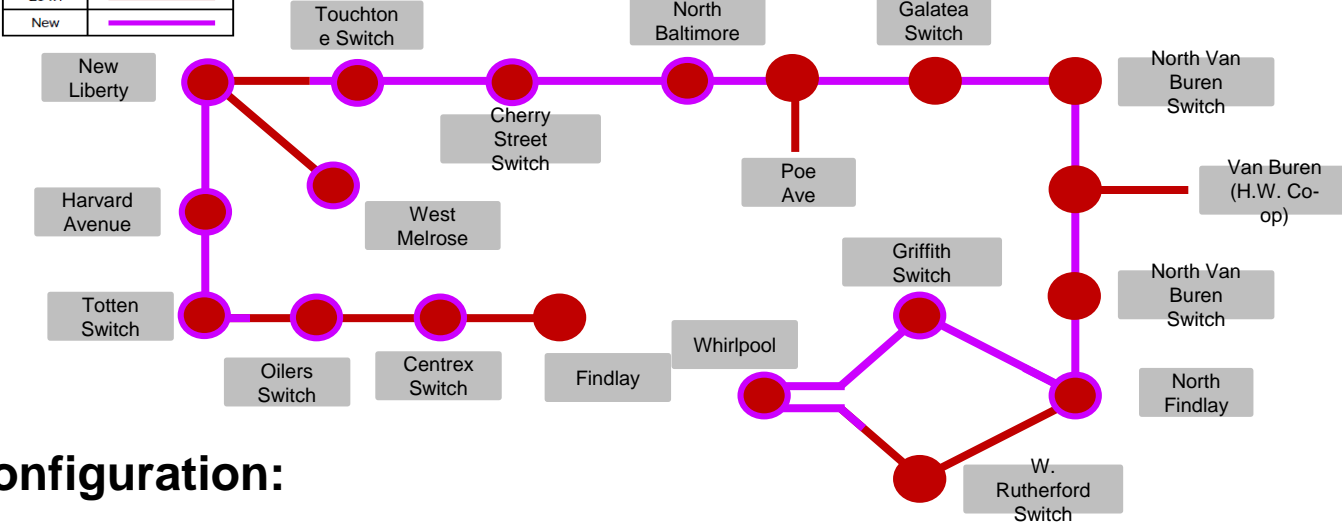 New
Touchton
e Switch
North
Baltimore
Galatea
Switch
New
Liberty
North Van
Buren
Switch
Cherry
Street
Switch
Poe
Ave
Van Buren
(H.W. Co-
op)
Harvard
Avenue
West
Melrose
Griffith
Switch
North Van
Buren
Switch
Totten
Switch
Whirlpool
Oilers
Switch
Centrex
Switch
Findlay
North
Findlay
onfiguration:
W.
Rutherford
Switch